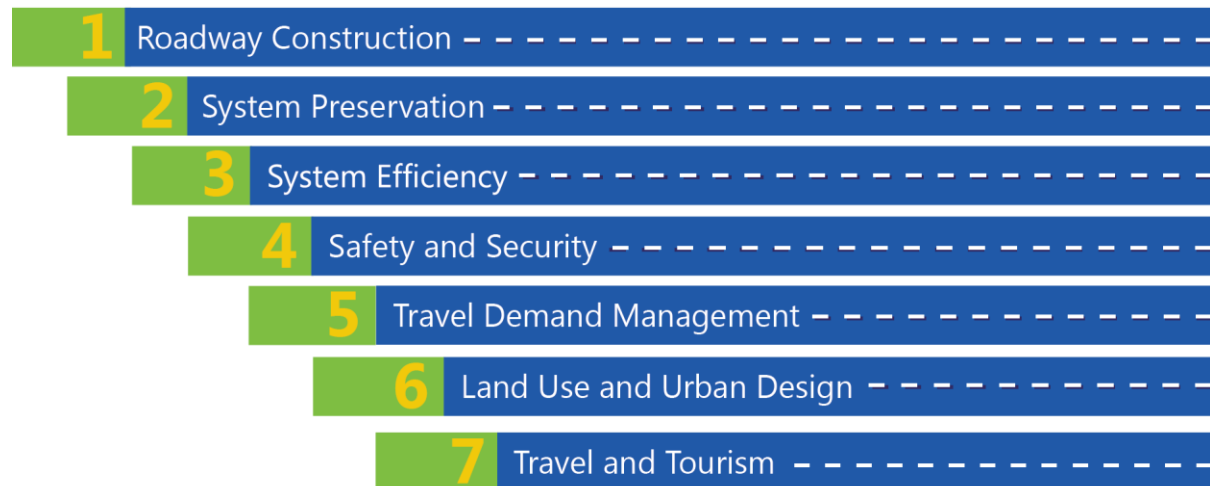 1 Roadway Construction
2 System Preservation
3 System Efficiency
4 Safety and Security
5 Travel Demand Management
6 Land Use and Urban Design
7 Travel and Tourism